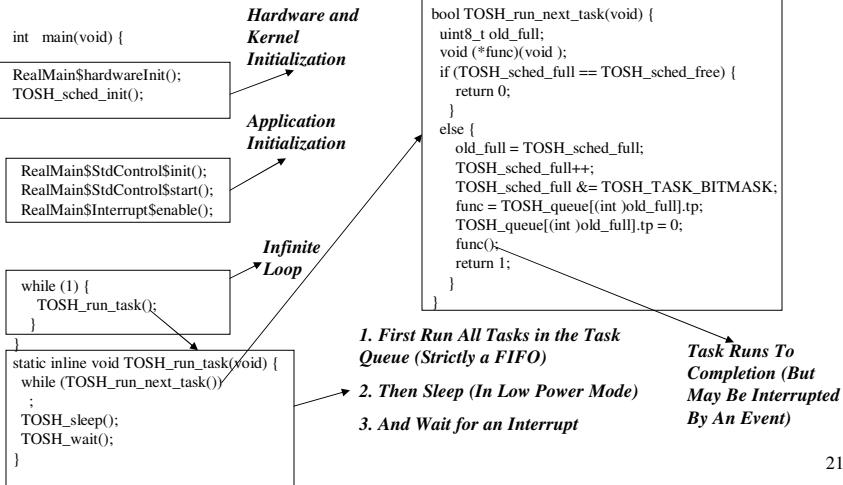 int main(void) {
RealMain$hardwareInit();
TOSH_sched_init();
RealMain$StdControl$init();
RealMain$StdControl$start();
RealMain$Interrupt$enable();
while (1) {
TOSH_run_task();
}
}
static inline void TOSH_run_task(void) {
while (TOSH_run_next_task())
;
TOSH_sleep();
TOSH_wait();
}
Hardware and
Kernel
Initialization
Application
Initialization
Infinite
Loop
bool TOSH_run_next_task(void) {
uint8_t old_full;
void (*func)(void );
if (TOSH_sched_full == TOSH_sched_free) {
return 0;
}
else {
old_full = TOSH_sched_full;
TOSH_sched_full++;
TOSH_sched_full &= TOSH_TASK_BITMASK;
func = TOSH_queue[(int )old_full].tp;
TOSH_queue[(int )old_full].tp = 0;
func();
return 1;
}
}
1. First Run All Tasks in the Task
Queue (Strictly a FIFO)
2. Then Sleep (In Low Power Mode)
3. And Wait for an Interrupt
Task Runs To
Completion (But
May Be Interrupted
By An Event)
21